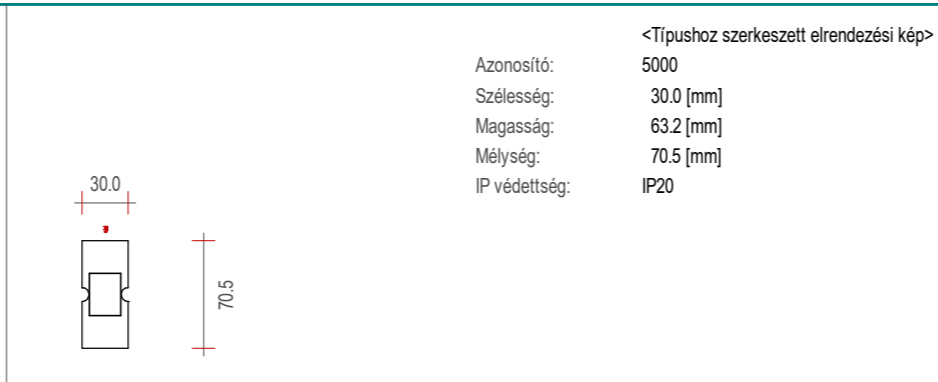 <Típushoz szerkeszett elrendezési kép>
Azonosító: 5000
Szélesség: 30.0 [mm]
Magasság: 63.2 [mm]
Mélység: 70.5 [mm]
IP védettség: IP20
30.0
70.5